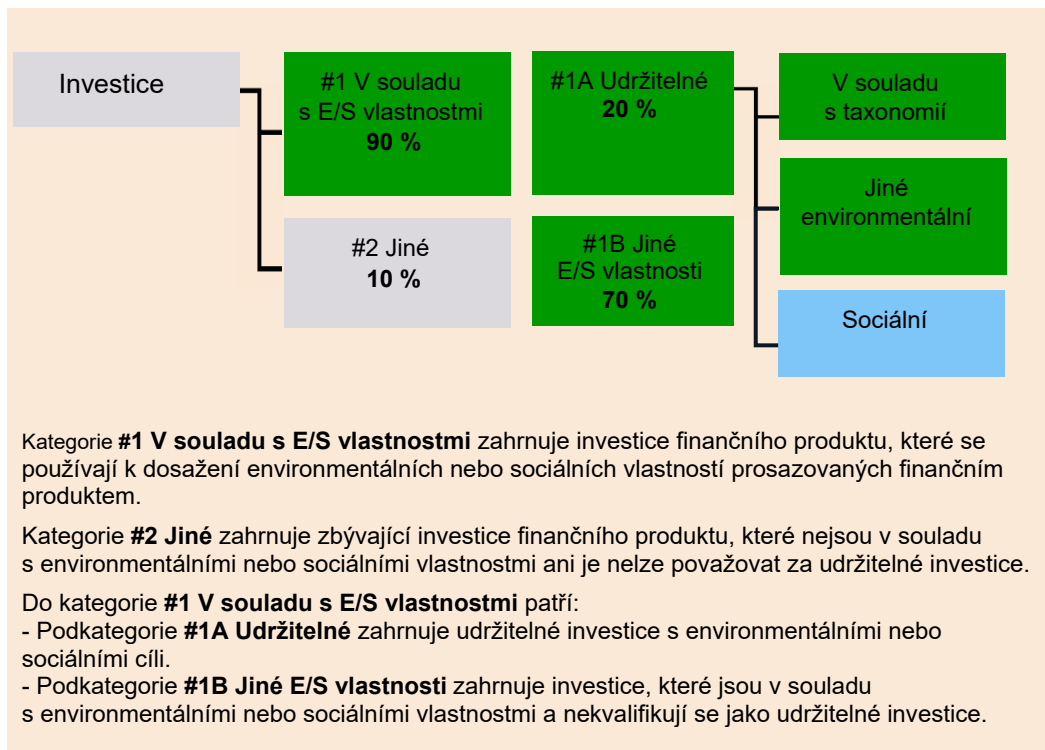 Investice
#1 V souladu
s E/S vlastnostmi
90 %
#2 Jiné
10 %
#1A Udržitelné
20 %
#1B Jiné
E/S vlastnosti
70 %
V souladu
s taxonomií
Jiné
environmentální
Sociální
Kategorie #1 V souladu s E/S vlastnostmi zahrnuje investice finančního produktu, které se
používají k dosažení environmentálních nebo sociálních vlastností prosazovaných finančním
produktem.
Kategorie #2 Jiné zahrnuje zbývající investice finančního produktu, které nejsou v souladu
s environmentálními nebo sociálními vlastnostmi ani je nelze považovat za udržitelné investice.
Do kategorie #1 V souladu s E/S vlastnostmi patří:
- Podkategorie #1A Udržitelné zahrnuje udržitelné investice s environmentálními nebo
sociálními cíli.
- Podkategorie #1B Jiné E/S vlastnosti zahrnuje investice, které jsou v souladu
s environmentálními nebo sociálními vlastnostmi a nekvalifikují se jako udržitelné investice.